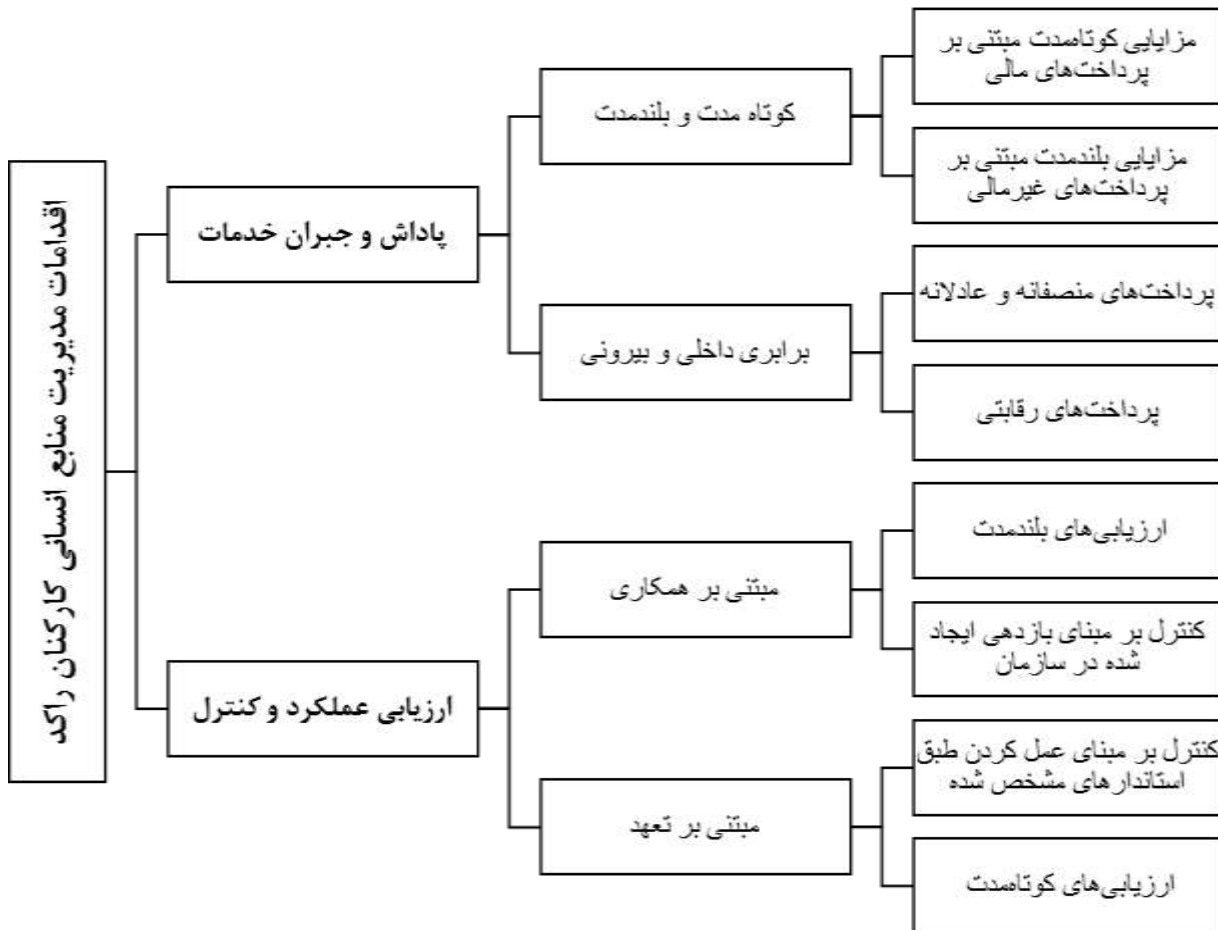 اقدامات مدیریت منابع انسانی کارکنان راکد
پاداش و جبران خدمات
کوتاه مدت و بلندمدت
مزایایی کوتاهمدت مبتنی بر
پرداخت‌های مالی
مزایایی بلندمدت مبتنی بر
پرداخت‌های غیرمالی
برابری داخلی و بیرونی
پرداخت‌های منصفانه و عادلانه
پرداخت‌های رقابتی
ارزیابی عملکرد و کنترل
مبتنی بر همکاری
ارزیابی‌های بلندمدت
کنترل بر مبنای بازدهی ایجاد
شده در سازمان
مبتنی بر تعهد
کنترل بر مبنای عمل کردن طبق
استاندارهای مشخص شده
ارزیابی‌های کوتاهمدت